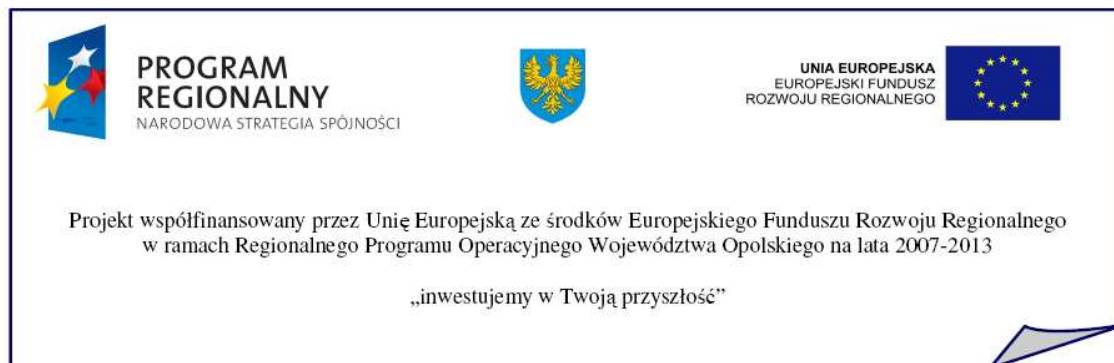 PROGRAM
REGIONALNY
NARODOWA STRATEGIA SPÓJNOŚCI
UNIA EUROPEJSKA
EUROPEJSKI FUNDUSZ
ROZWOJU REGIONALNEGO
Projekt współfinansowany przez Unię Europejską ze środków Europejskiego Funduszu Rozwoju Regionalnego
w ramach Regionalnego Programu Operacyjnego Województwa Opolskiego na lata 2007-2013
„inwestujemy w Twoją przyszłość”